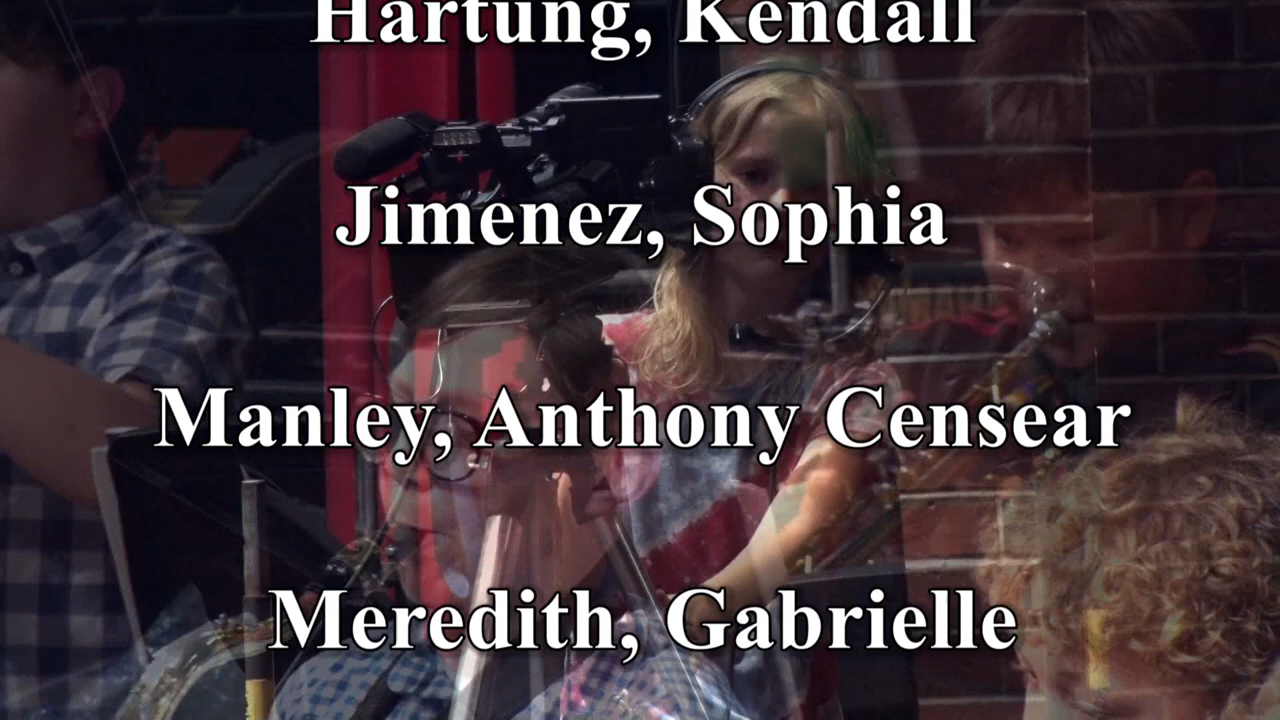 Hartung, Kendall
Jimenez, Sophia
Manley, Anthony Censear
Meredith, Gabrielle